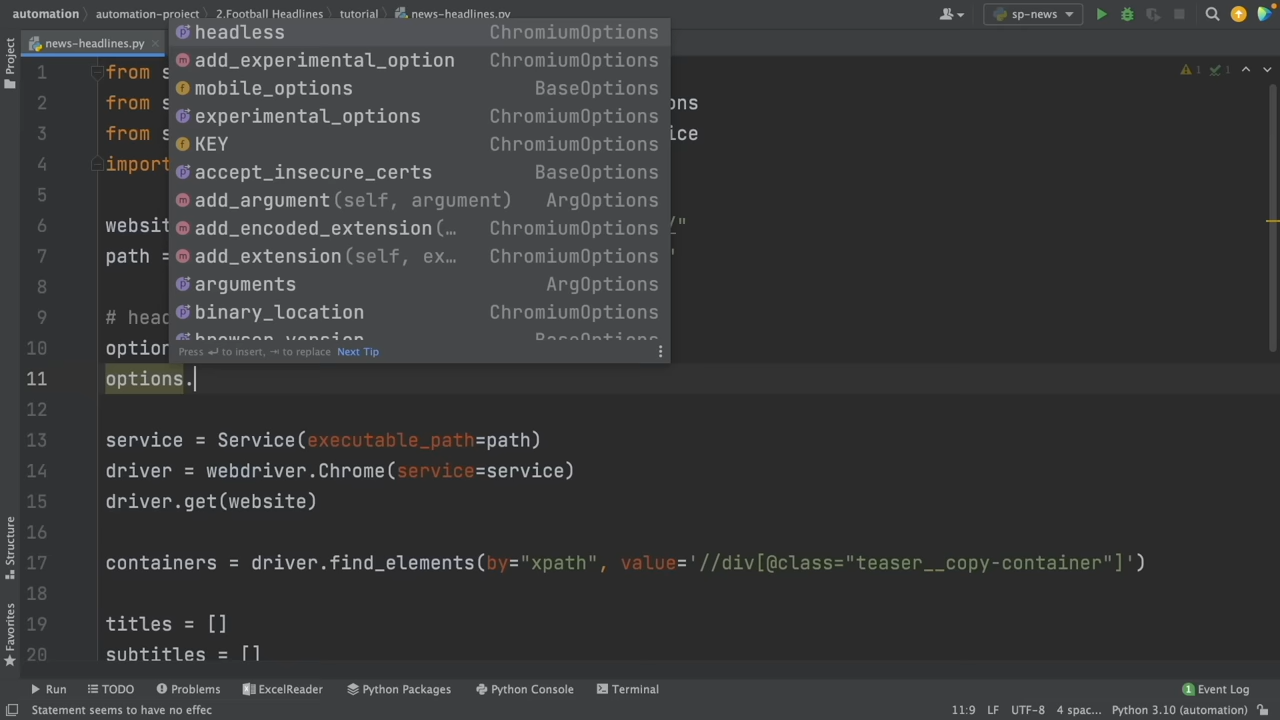 automation
automation-project
2.Football Headlines
tutorial
news-headlines.py
sp-news
Project
news-headlines.py
headless ChromiumOptions
add_experimental_option ChromiumOptions
mobile_options BaseOptions
experimental_options ChromiumOptions
KEY ChromiumOptions
accept_insecure_certs BaseOptions
add_argument(self, argument) ArgOptions
add_encoded_extension(… ChromiumOptions
add_extension(self, ex… ChromiumOptions
arguments ArgOptions
binary_location ChromiumOptions
browser_version BaseOptions
Press ↵ to insert, ⇥ to replace Next Tip
1 1
1 from s
2 from s ns
3 from s ice
4 import
5
6 websit /"
7 path = '
8
9 # head
10 option
11 options.
12
13 service = Service(executable_path=path)
14 driver = webdriver.Chrome(service=service)
15 driver.get(website)
16
17 containers = driver.find_elements(by="xpath", value='//div[@class="teaser__copy-container"]')
18
19 titles = []
20 subtitles = []
Structure
Favorites
Run
TODO
Problems
ExcelReader
Python Packages
Python Console
Terminal
1 Event Log
Statement seems to have no effec
11:9 LF UTF-8 4 spac... Python 3.10 (automation)